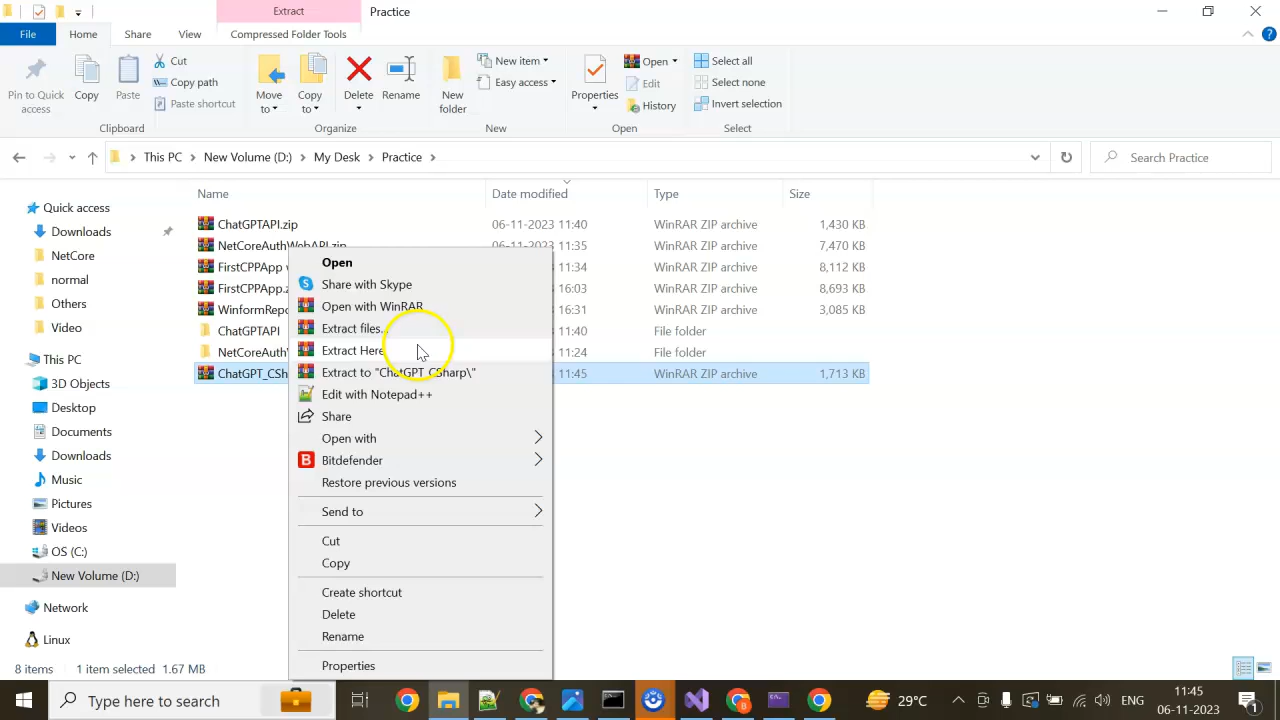 Extract
Practice
File
Home
Share
View
Compressed Folder Tools
Pin to Quick access
Copy
Paste
Cut
Copy path
Paste shortcut
Clipboard
Move to
Copy to
Delete
Rename
Organize
New folder
New item
Easy access
New
Properties
Open
Edit
History
Open
Select all
Select none
Invert selection
Select
This PC > New Volume (D:) > My Desk > Practice >
Search Practice
Name Date modified Type Size
Quick access
Downloads
NetCore
normal
Others
Video
This PC
3D Objects
Desktop
Documents
Downloads
Music
Pictures
Videos
OS (C:)
New Volume (D:)
Network
Linux
ChatGPTAPI.zip 06-11-2023 11:40 WinRAR ZIP archive 1,430 KB
NetCoreAuthWebAPI.zip 06-11-2023 11:35 WinRAR ZIP archive 7,470 KB
FirstCPPApp 11:34 WinRAR ZIP archive 8,112 KB
FirstCPPApp.z 16:03 WinRAR ZIP archive 8,693 KB
WinformRepo 16:31 WinRAR ZIP archive 3,085 KB
ChatGPTAPI 11:40 File folder
NetCoreAuth 11:24 File folder
ChatGPT_CSh 11:45 WinRAR ZIP archive 1,713 KB
Open
Share with Skype
Open with WinRAR
Extract files...
Extract Here
Extract to "ChatGPT_CSharp\"
Edit with Notepad++
Share
Open with
Bitdefender
Restore previous versions
Send to
Cut
Copy
Create shortcut
Delete
Rename
Properties
8 items 1 item selected 1.67 MB
Type here to search
29°C
ENG
11:45
06-11-2023
1